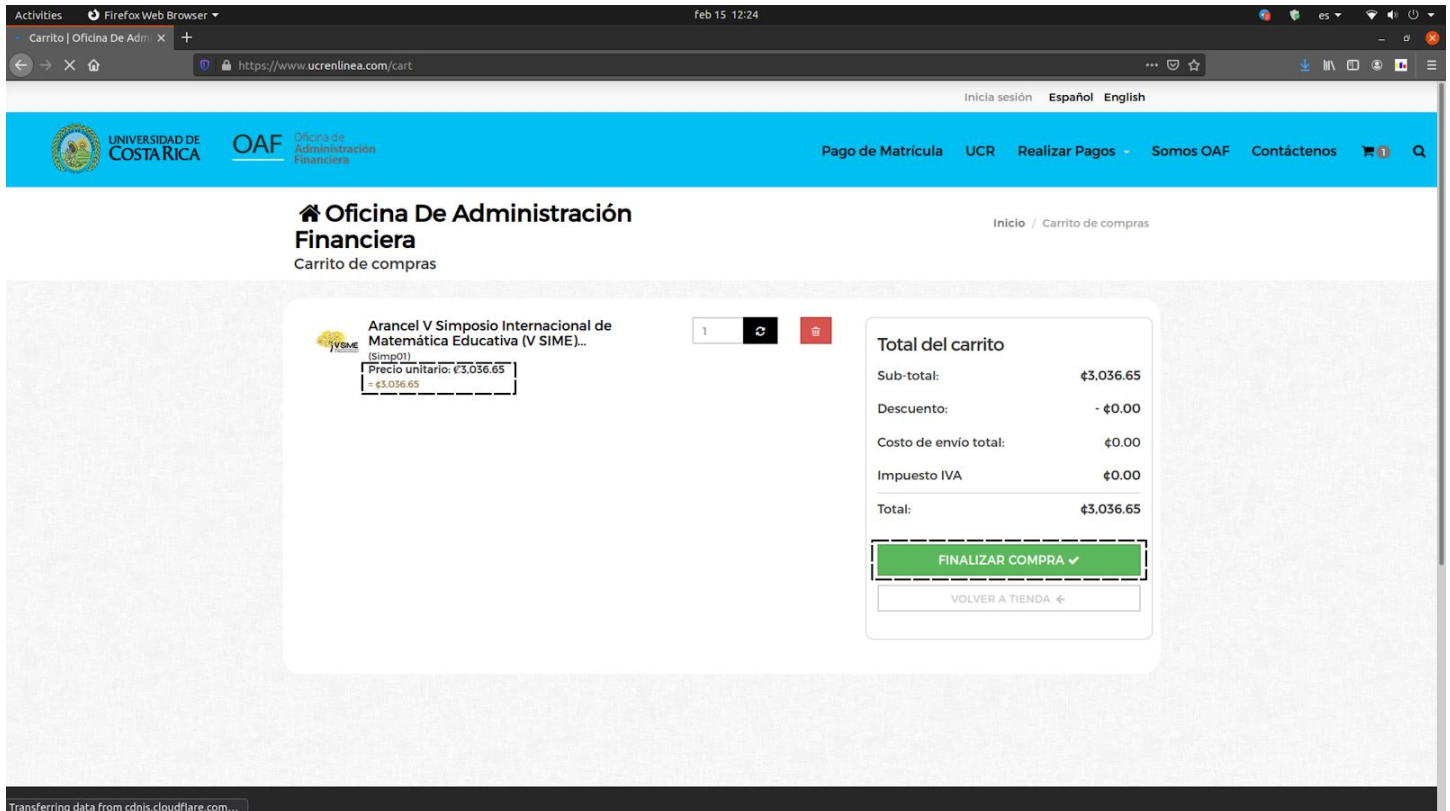 Activities Firefox Web Browser feb 15 12:24 es
Carrito | Oficina De Admi
https://www.ucrenlinea.com/cart
Inicia sesión Español English
UNIVERSIDAD DE
COSTA RICA
OAF
Oficina de
Administración
Financiera
Pago de Matrícula UCR Realizar Pagos Somos OAF Contáctenos 1
Oficina De Administración
Financiera
Carrito de compras
Inicio / Carrito de compras
VSIME
Arancel V Simposio Internacional de
Matemática Educativa (V SIME)...
(Simp01)
Precio unitario: ₡3,036.65
= ¢3,036.65
1
Total del carrito
Sub-total: ¢3,036.65
Descuento: - ¢0.00
Costo de envío total: ¢0.00
Impuesto IVA ¢0.00
Total: ¢3,036.65
FINALIZAR COMPRA
VOLVER A TIENDA
Transferring data from cdnjs.cloudflare.com...